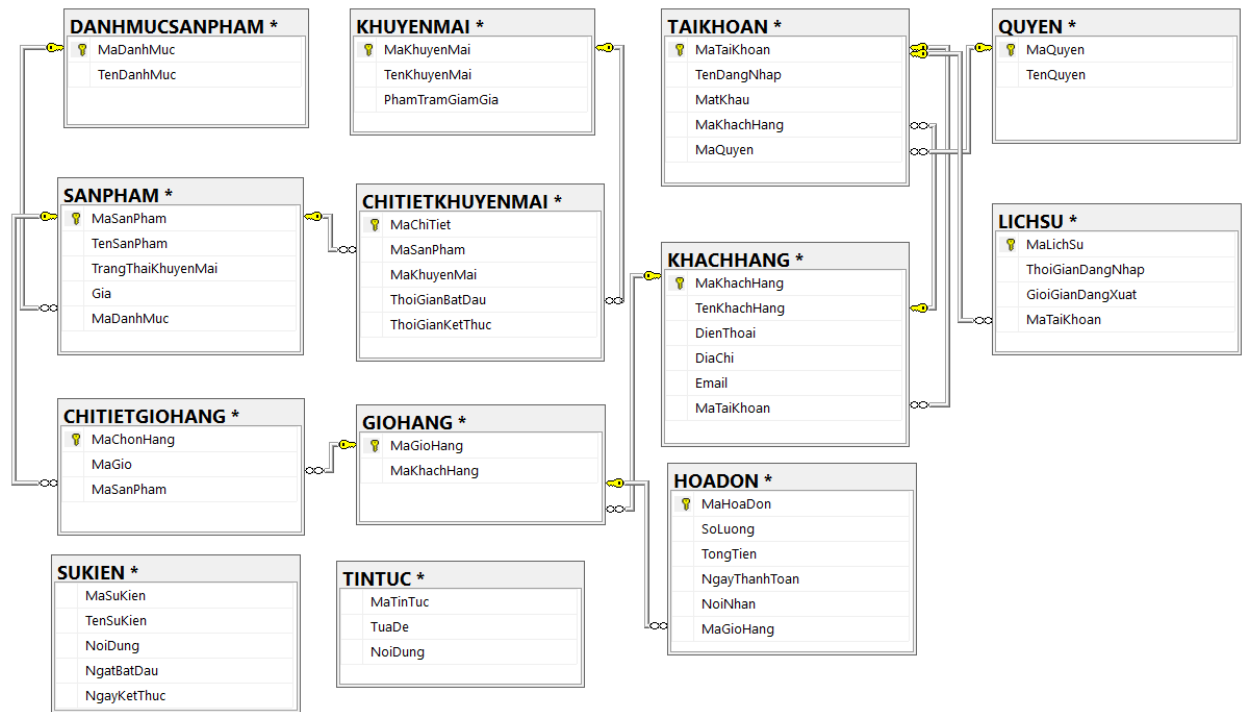 DANHMUCSANPHAM *
MaDanhMuc
TenDanhMuc
KHUYENMAI *
MaKhuyenMai
TenKhuyenMai
PhamTramGiamGia
TAIKHOAN *
MaTaiKhoan
TenDangNhap
MatKhau
MaKhachHang
MaQuyen
QUYEN *
MaQuyen
TenQuyen
SANPHAM *
MaSanPham
TenSanPham
TrangThaiKhuyenMai
Gia
MaDanhMuc
CHITIETKHUYENMAI *
MaChiTiet
MaSanPham
MaKhuyenMai
ThoiGianBatDau
ThoiGianKetThuc
KHACHHANG *
MaKhachHang
TenKhachHang
DienThoai
DiaChi
Email
MaTaiKhoan
LICHSU *
MaLichSu
ThoiGianDangNhap
GioiGianDangXuat
MaTaiKhoan
CHITIETGIOHANG *
MaChonHang
MaGio
MaSanPham
GIOHANG *
MaGioHang
MaKhachHang
HOADON *
MaHoaDon
SoLuong
TongTien
NgayThanhToan
NoiNhan
MaGioHang
SUKIEN *
MaSuKien
TenSuKien
NoiDung
NgatBatDau
NgayKetThuc
TINTUC *
MaTinTuc
TuaDe
NoiDung